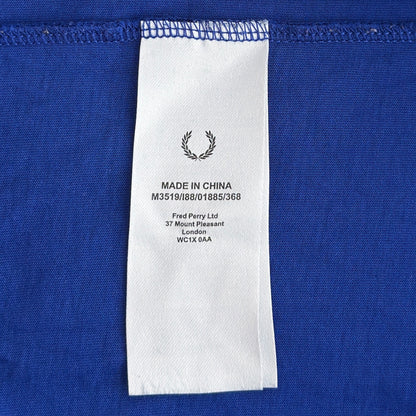 MADE IN CHINA
M3519/I88/01885/368
Fred Perry Ltd
37 Mount Pleasant
London
WC1X 0AA